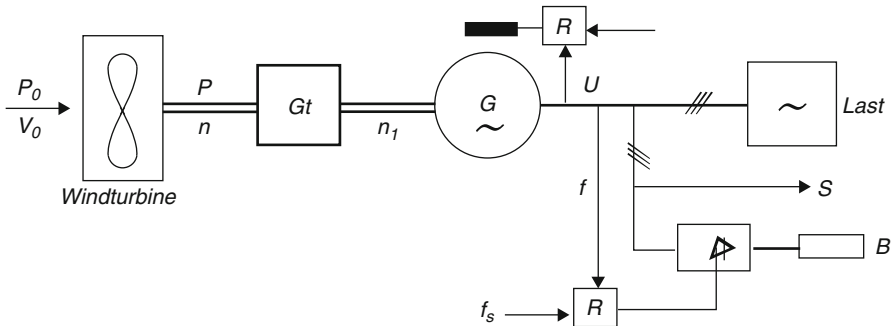 R
P₀
V₀
Windturbine
P
n
Gt
n₁
G
~
U
~
Last
f
S
B
fₛ
R